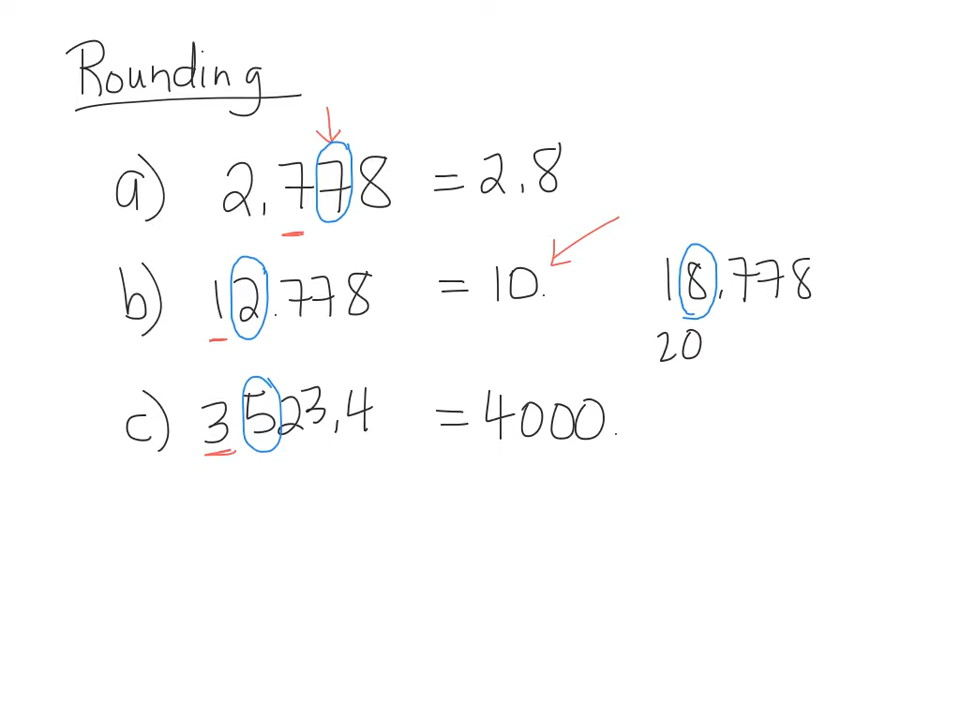 Rounding
a) 2,778 = 2.8
b) 12.778 = 10. 18.778
20
c) 3523,4 = 4000.